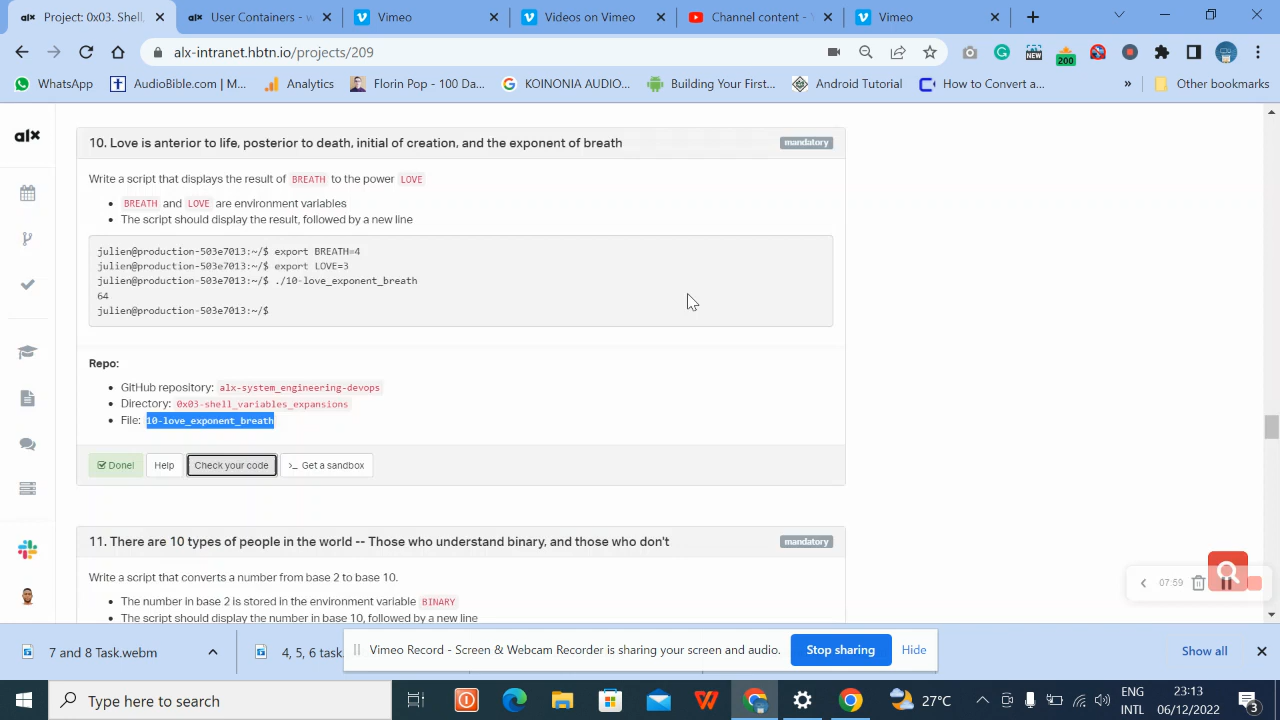 Project: 0x03. Shell,
User Containers - w
Vimeo
Videos on Vimeo
Channel content -
Vimeo
alx-intranet.hbtn.io/projects/209
NEW
200
WhatsApp
AudioBible.com | M...
Analytics
Florin Pop - 100 Da...
KOINONIA AUDIO...
Building Your First...
Android Tutorial
How to Convert a...
»
Other bookmarks
alx
10. Love is anterior to life, posterior to death, initial of creation, and the exponent of breath
mandatory
Write a script that displays the result of BREATH to the power LOVE
• BREATH and LOVE are environment variables
• The script should display the result, followed by a new line
julien@production-503e7013:~/$ export BREATH=4
julien@production-503e7013:~/$ export LOVE=3
julien@production-503e7013:~/$ ./10-love_exponent_breath
64
julien@production-503e7013:~/$
Repo:
• GitHub repository: alx-system_engineering-devops
• Directory: 0x03-shell_variables_expansions
• File: 10-love_exponent_breath
Done!
Help
Check your code
>_ Get a sandbox
11. There are 10 types of people in the world -- Those who understand binary, and those who don't
mandatory
Write a script that converts a number from base 2 to base 10.
• The number in base 2 is stored in the environment variable BINARY
• The script should display the number in base 10, followed by a new line
07:59
7 and 8 Task.webm
4, 5, 6 task.
Vimeo Record - Screen & Webcam Recorder is sharing your screen and audio.
Stop sharing
Hide
Show all
Type here to search
27°C
ENG
INTL
23:13
06/12/2022
3